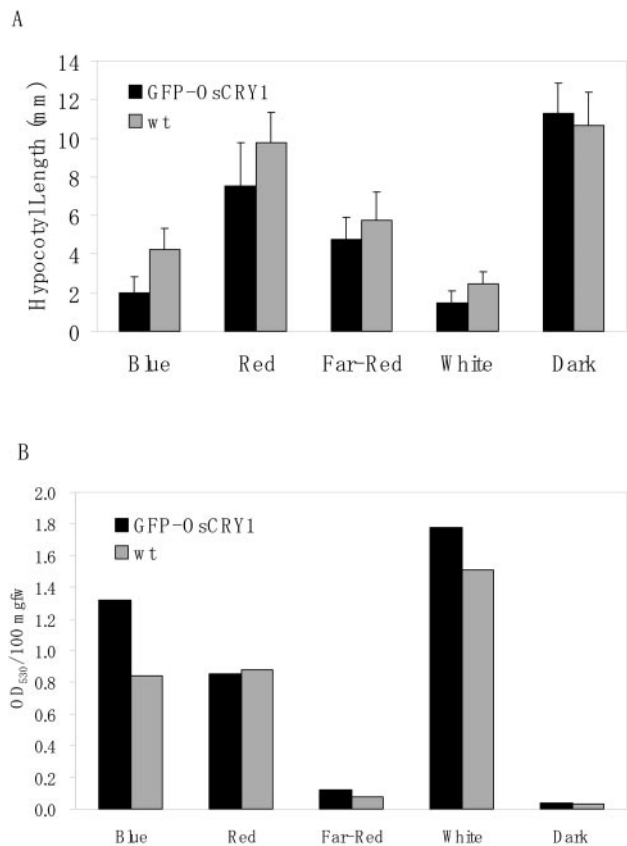 A
Hypocotyl Length (mm)
14
12
10
8
6
4
2
0
GFP-OsCRY1
wt
Blue Red Far-Red White Dark
B
OD530/100 mgfw
2.0
1.8
1.6
1.4
1.2
1.0
0.8
0.6
0.4
0.2
0.0
GFP-OsCRY1
wt
Blue Red Far-Red White Dark